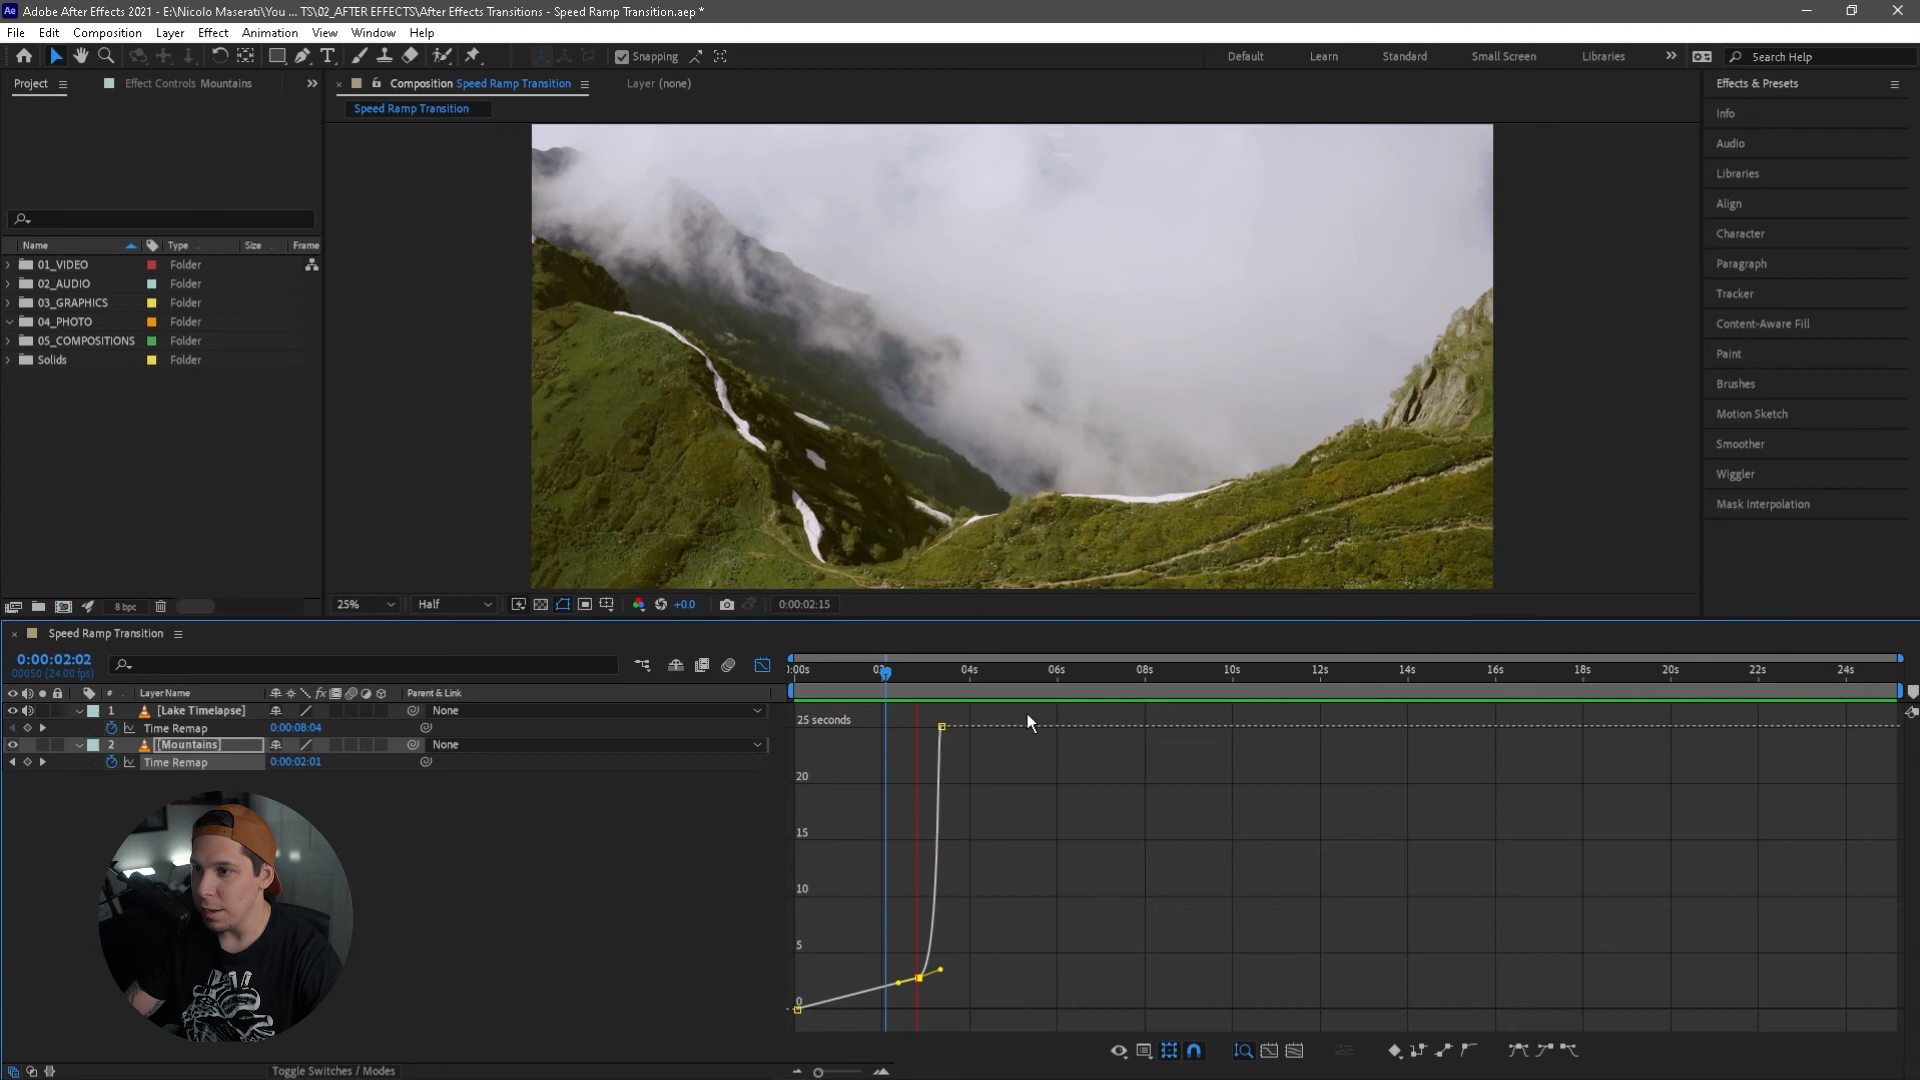 Ae Adobe After Effects 2021 - E:\Nicolo Maserati\You ... TS\02_AFTER EFFECTS\After Effects Transitions - Speed Ramp Transition.aep *
File Edit Composition Layer Effect Animation View Window Help
Snapping Default Learn Standard Small Screen Libraries Search Help
Project Effect Controls Mountains
Composition Speed Ramp Transition Layer (none)
Speed Ramp Transition
Name Type Size Frame
01_VIDEO Folder
02_AUDIO Folder
03_GRAPHICS Folder
04_PHOTO Folder
05_COMPOSITIONS Folder
Solids Folder
8 bpc
25% Half +0.0 0:00:02:15
Effects & Presets
Info
Audio
Libraries
Align
Character
Paragraph
Tracker
Content-Aware Fill
Paint
Brushes
Motion Sketch
Smoother
Wiggler
Mask Interpolation
Speed Ramp Transition
0:00:02:02
00050 (24.00 fps)
# Layer Name fx Parent & Link
1 [Lake Timelapse] None
Time Remap 0:00:08:04
2 [Mountains] None
Time Remap 0:00:02:01
:00s 02s 04s 06s 08s 10s 12s 14s 16s 18s 20s 22s 24s
25 seconds
20
15
10
5
0
Toggle Switches / Modes